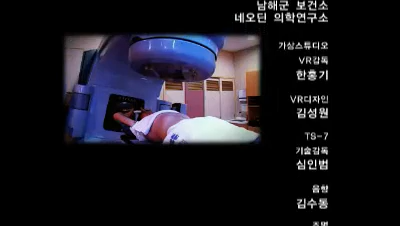 남해군 보건소
네오딘 의학연구소
가상스튜디오
VR감독
한홍기
VR디자인
김성원
TS-7
기술감독
심인범
음향
김수동
조명